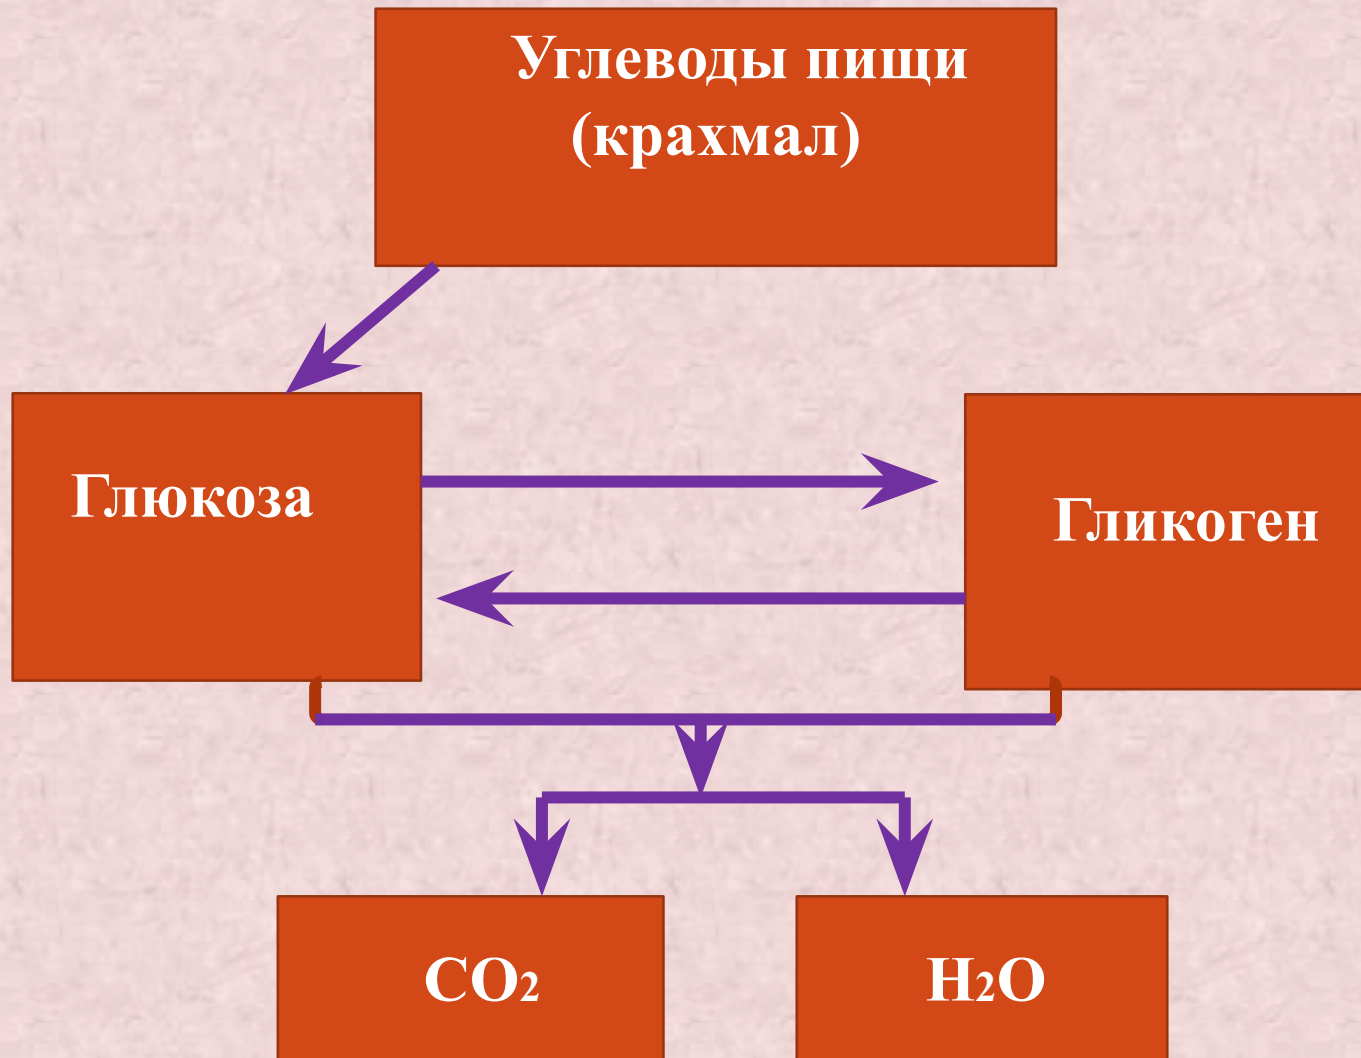 Углеводы пищи
(крахмал)
Глюкоза
Гликоген
CO₂
H₂O